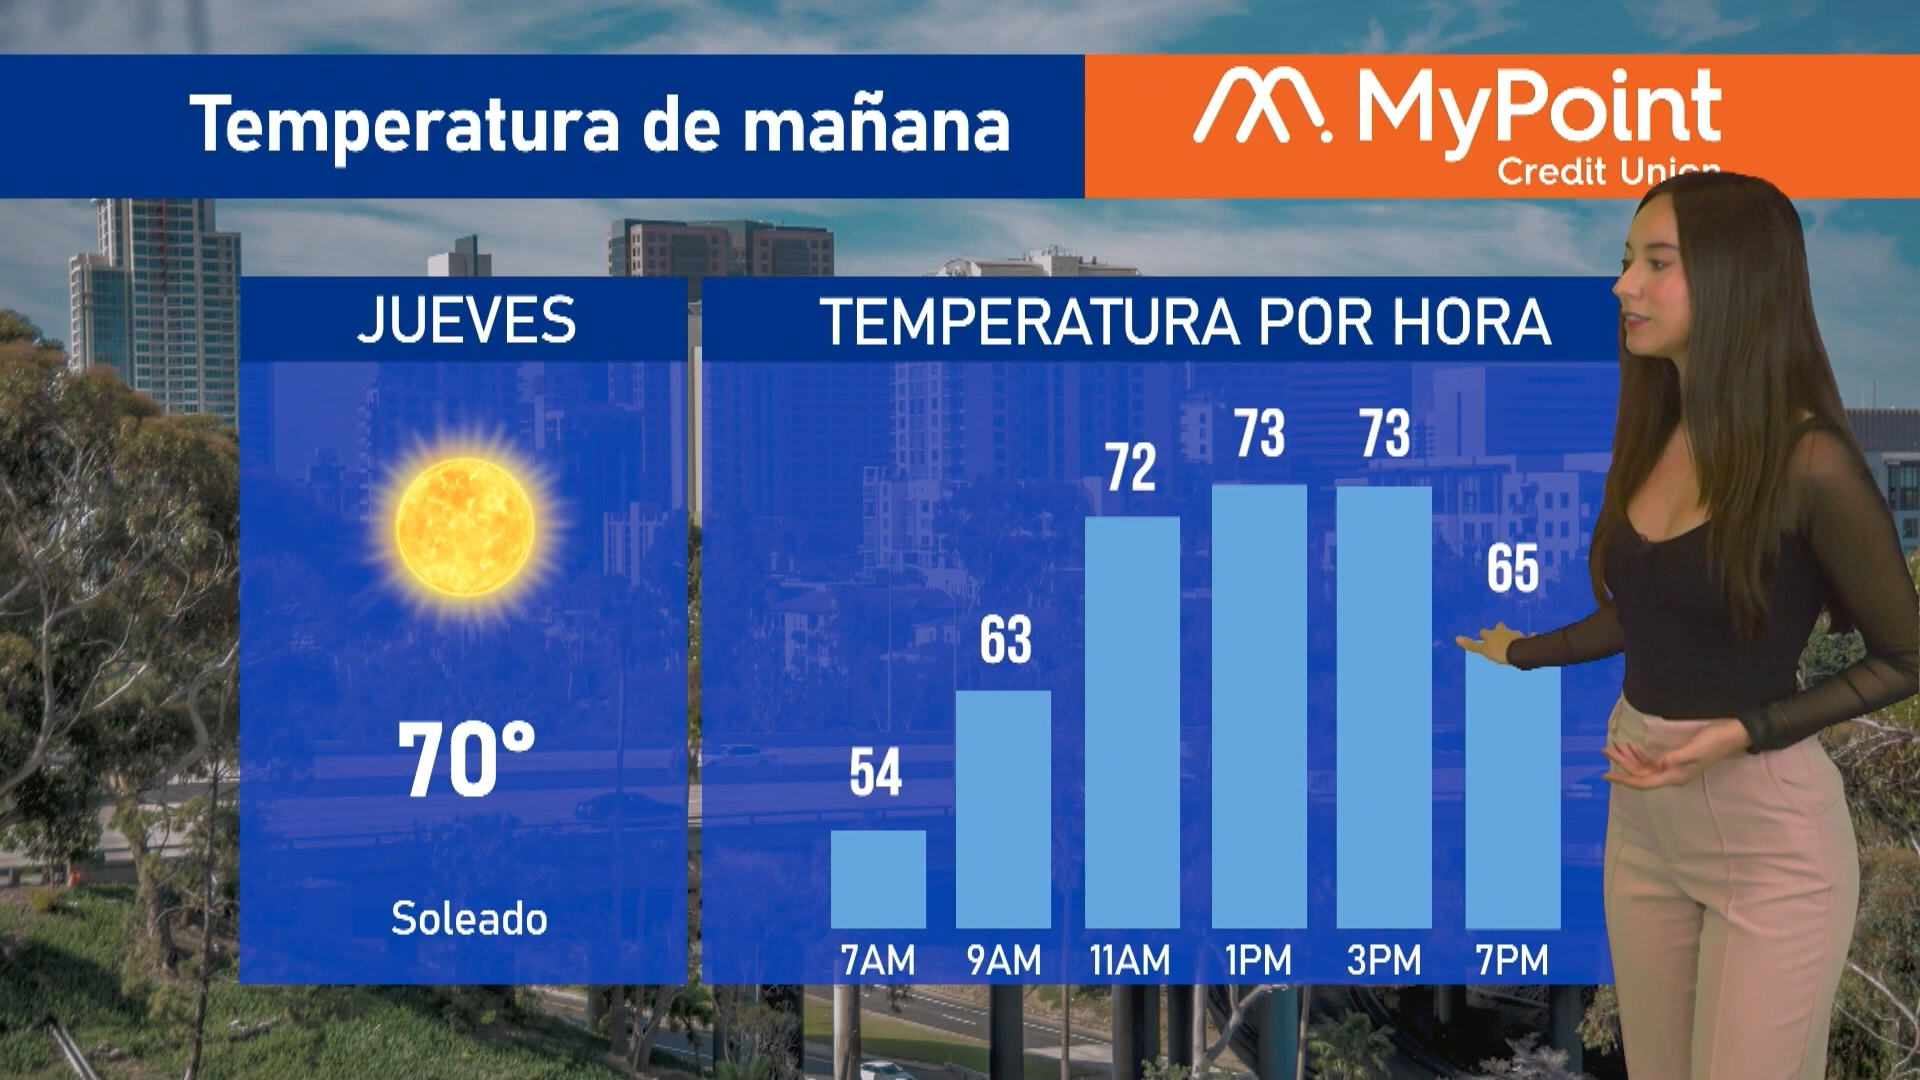 Temperatura de mañana
MyPoint
Credit Union
JUEVES
70°
Soleado
TEMPERATURA POR HORA
54 63 72 73 73 65
7AM 9AM 11AM 1PM 3PM 7PM